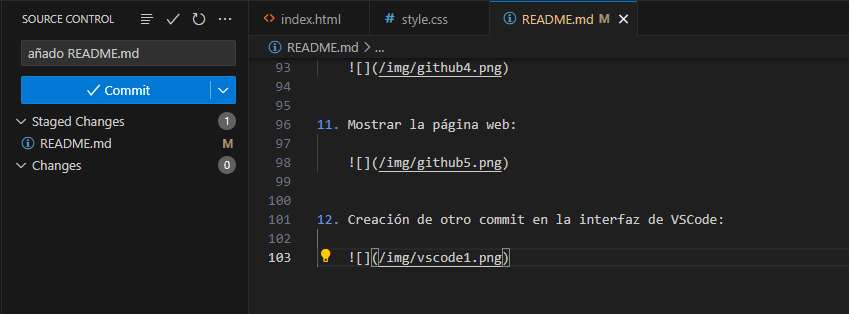 SOURCE CONTROL
añado README.md
Commit
Staged Changes 1
README.md M
Changes 0
index.html
style.css
README.md M
README.md > ...
93 ![](/img/github4.png)
94
95
96 11. Mostrar la página web:
97
98 ![](/img/github5.png)
99
100
101 12. Creación de otro commit en la interfaz de VSCode:
102
103 ![](/img/vscode1.png)